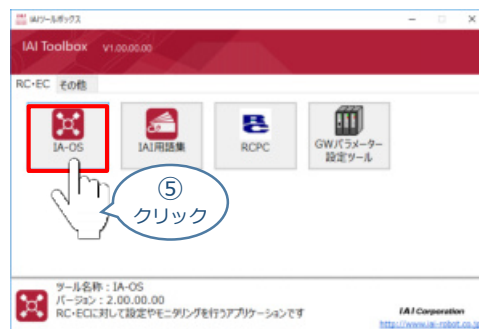 IAIツールボックス
IAI Toolbox V1.00.00.00
RC・EC その他
IA-OS
IAI用語集
RCPC
GWパラメーター
設定ツール
⑤
クリック
ツール名称：IA-OS
バージョン：2.00.00.00
RC・ECに対して設定やモニタリングを行うアプリケーションです
IAI Corporation
http://www.iai-robot.co.jp